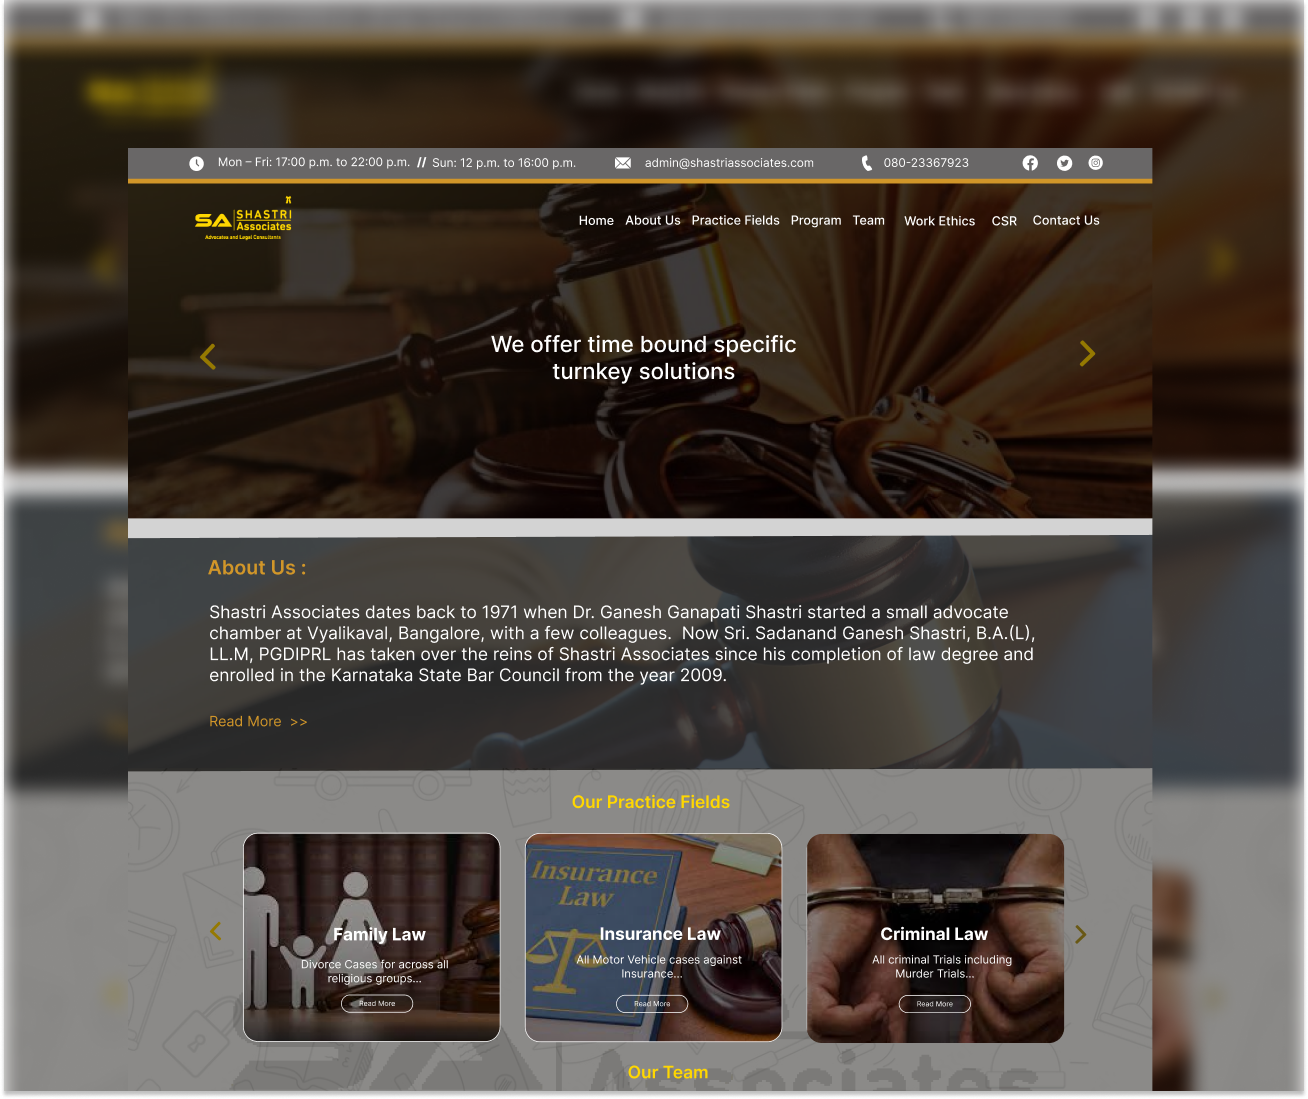 Mon – Fri: 17:00 p.m. to 22:00 p.m. // Sun: 12 p.m. to 16:00 p.m. admin@shastriassociates.com 080-23367923
SA SHASTRI
Associates
Advocates and Legal Consultants
Home About Us Practice Fields Program Team Work Ethics CSR Contact Us
We offer time bound specific
turnkey solutions
About Us :
Shastri Associates dates back to 1971 when Dr. Ganesh Ganapati Shastri started a small advocate
chamber at Vyalikaval, Bangalore, with a few colleagues. Now Sri. Sadanand Ganesh Shastri, B.A.(L),
LL.M, PGDIPRL has taken over the reins of Shastri Associates since his completion of law degree and
enrolled in the Karnataka State Bar Council from the year 2009.
Read More >>
Our Practice Fields
Insurance
Law
Family Law
Divorce Cases for across all
religious groups...
Read More
Insurance Law
All Motor Vehicle cases against
Insurance...
Read More
Criminal Law
All criminal Trials including
Murder Trials...
Read More
SA Associates
Our Team